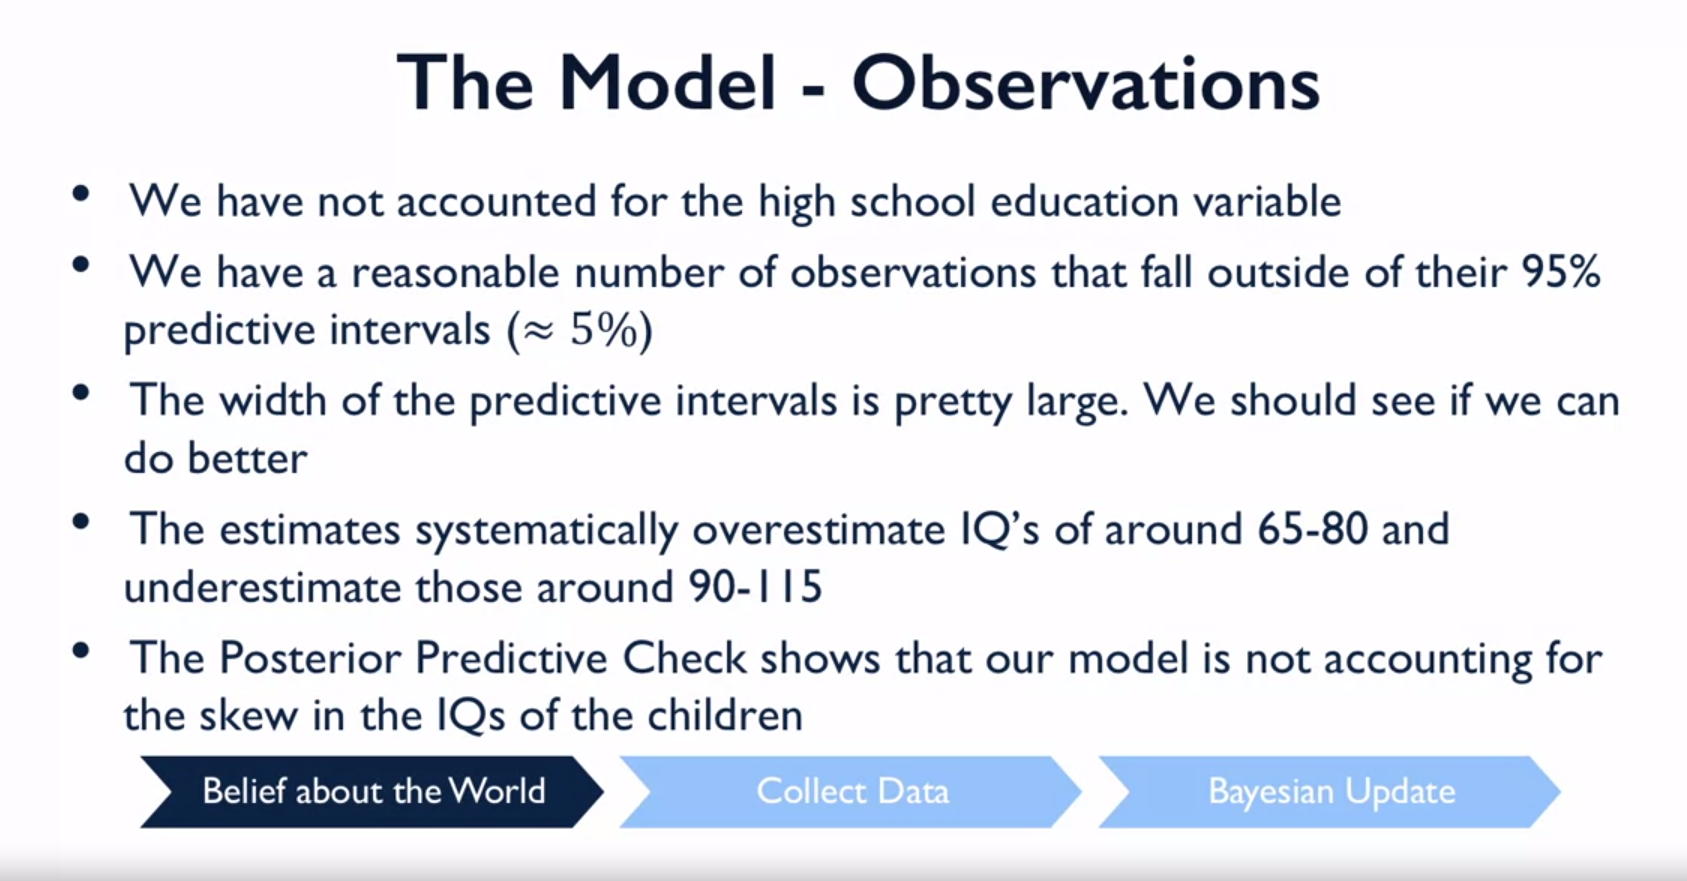 The Model - Observations
• We have not accounted for the high school education variable
• We have a reasonable number of observations that fall outside of their 95%
predictive intervals (≈ 5%)
• The width of the predictive intervals is pretty large. We should see if we can
do better
• The estimates systematically overestimate IQ’s of around 65-80 and
underestimate those around 90-115
• The Posterior Predictive Check shows that our model is not accounting for
the skew in the IQs of the children
Belief about the World
Collect Data
Bayesian Update